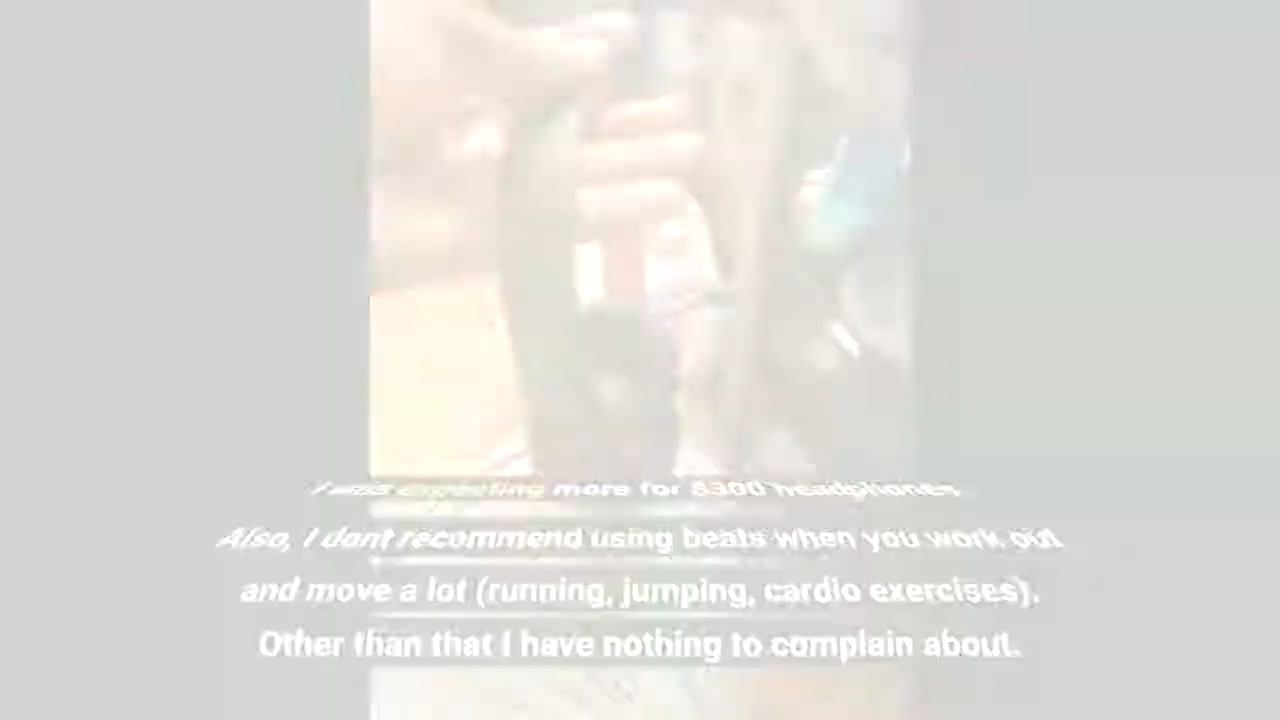 I was expecting more for $300 headphones.
Also, I dont recommend using beats when you work out
and move a lot (running, jumping, cardio exercises).
Other than that I have nothing to complain about.